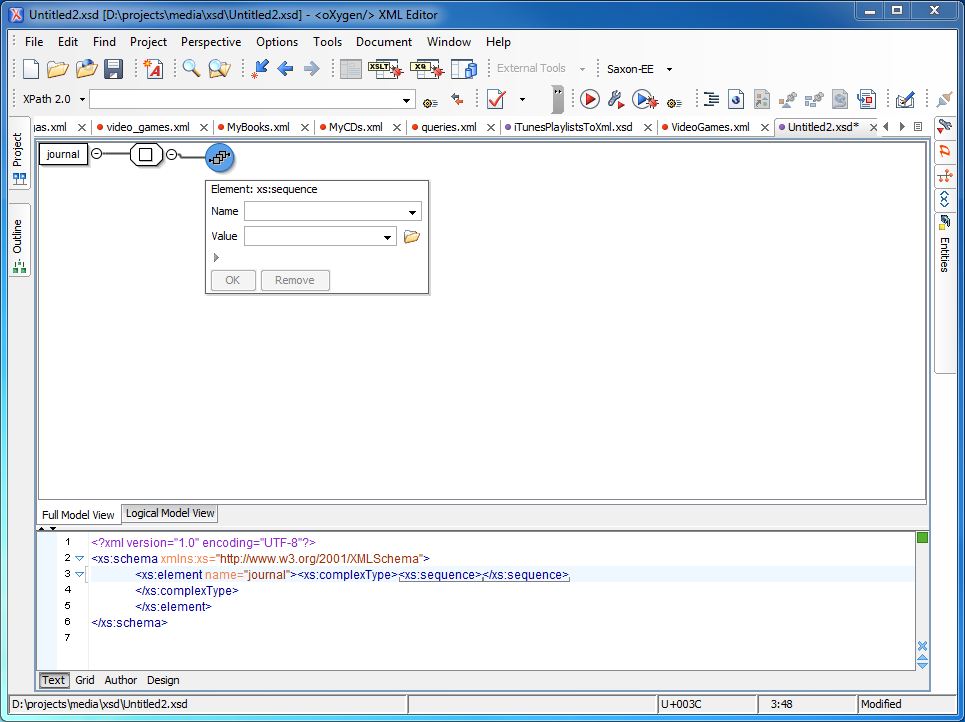 Untitled2.xsd [D:\projects\media\xsd\Untitled2.xsd] - <oXygen/> XML Editor
File Edit Find Project Perspective Options Tools Document Window Help
XSLT XQ External Tools Saxon-EE
XPath 2.0
as.xml video_games.xml MyBooks.xml MyCDs.xml queries.xml iTunesPlaylistsToXml.xsd VideoGames.xml Untitled2.xsd*
Project
Outline
Entities
journal
Element: xs:sequence
Name
Value
OK Remove
Full Model View Logical Model View
1 <?xml version="1.0" encoding="UTF-8"?>
2 <xs:schema xmlns:xs="http://www.w3.org/2001/XMLSchema">
3 <xs:element name="journal"><xs:complexType><xs:sequence></xs:sequence>
4 </xs:complexType>
5 </xs:element>
6 </xs:schema>
7
Text Grid Author Design
D:\projects\media\xsd\Untitled2.xsd U+003C 3:48 Modified